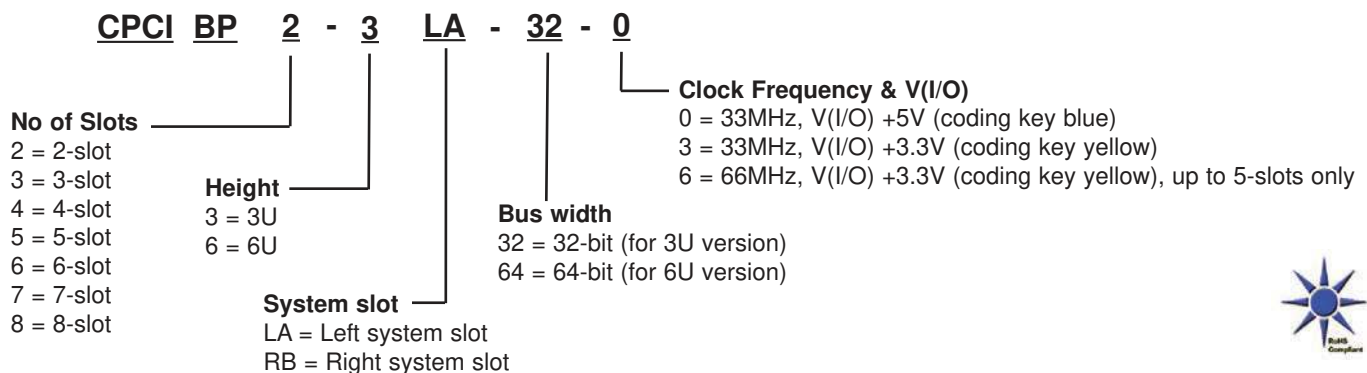 CPCI BP 2 - 3 LA - 32 - 0
Clock Frequency & V(I/O)
0 = 33MHz, V(I/O) +5V (coding key blue)
3 = 33MHz, V(I/O) +3.3V (coding key yellow)
6 = 66MHz, V(I/O) +3.3V (coding key yellow), up to 5-slots only
No of Slots
2 = 2-slot
3 = 3-slot
4 = 4-slot
5 = 5-slot
6 = 6-slot
7 = 7-slot
8 = 8-slot
Height
3 = 3U
6 = 6U
Bus width
32 = 32-bit (for 3U version)
64 = 64-bit (for 6U version)
System slot
LA = Left system slot
RB = Right system slot
RoHS
Compliant